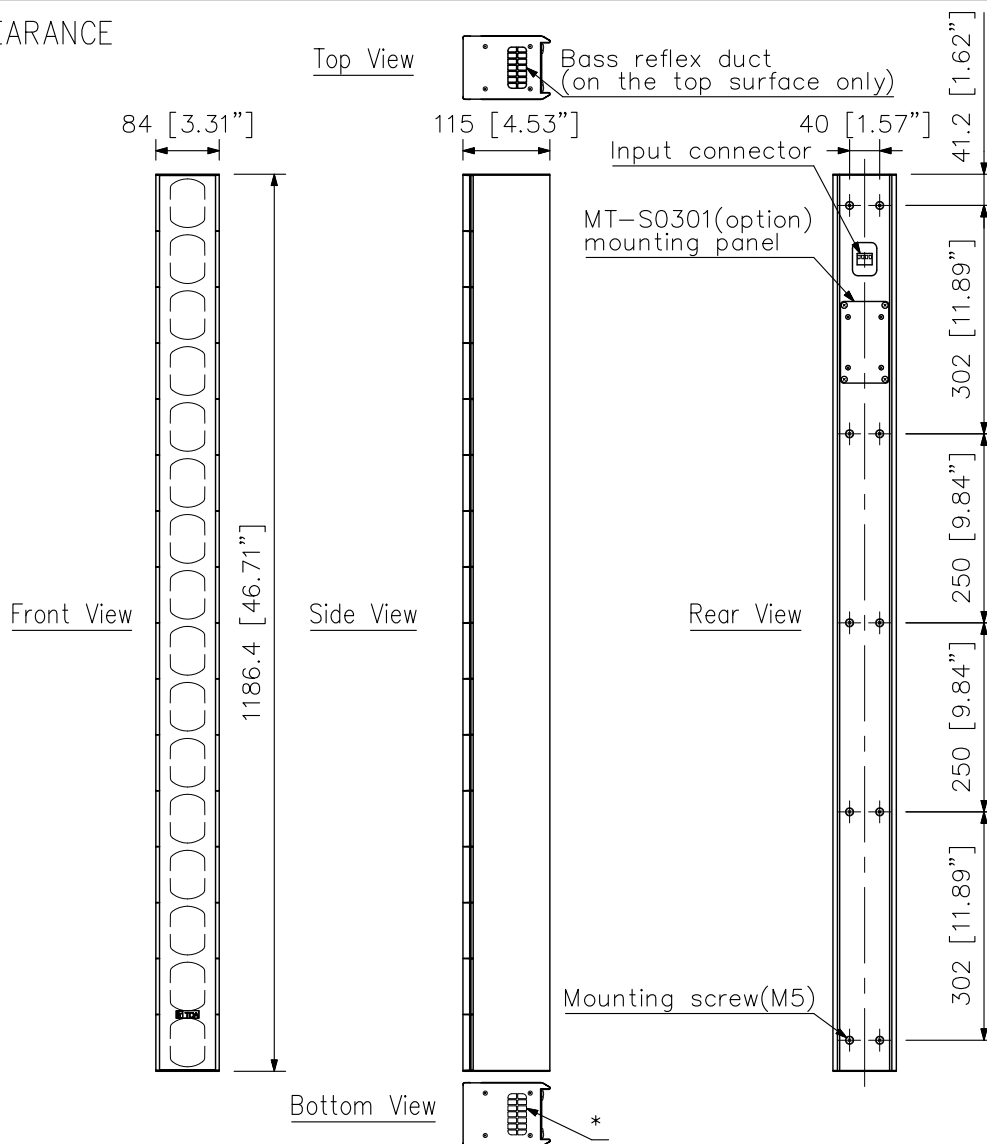 EARANCE
Top View
Bass reflex duct
(on the top surface only)
84 [3.31"]
115 [4.53"]
40 [1.57"]
41.2 [1.62"]
Input connector
MT-S0301(option)
mounting panel
302 [11.89"]
250 [9.84"]
1186.4 [46.71"]
Front View
Side View
Rear View
250 [9.84"]
302 [11.89"]
Mounting screw(M5)
TOA
Bottom View
*